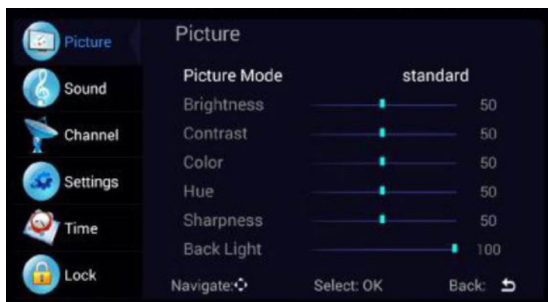 Picture
Sound
Channel
Settings
Time
Lock
Picture
Picture Mode standard
Brightness 50
Contrast 50
Color 50
Hue 50
Sharpness 50
Back Light 100
Navigate: Select: OK Back: